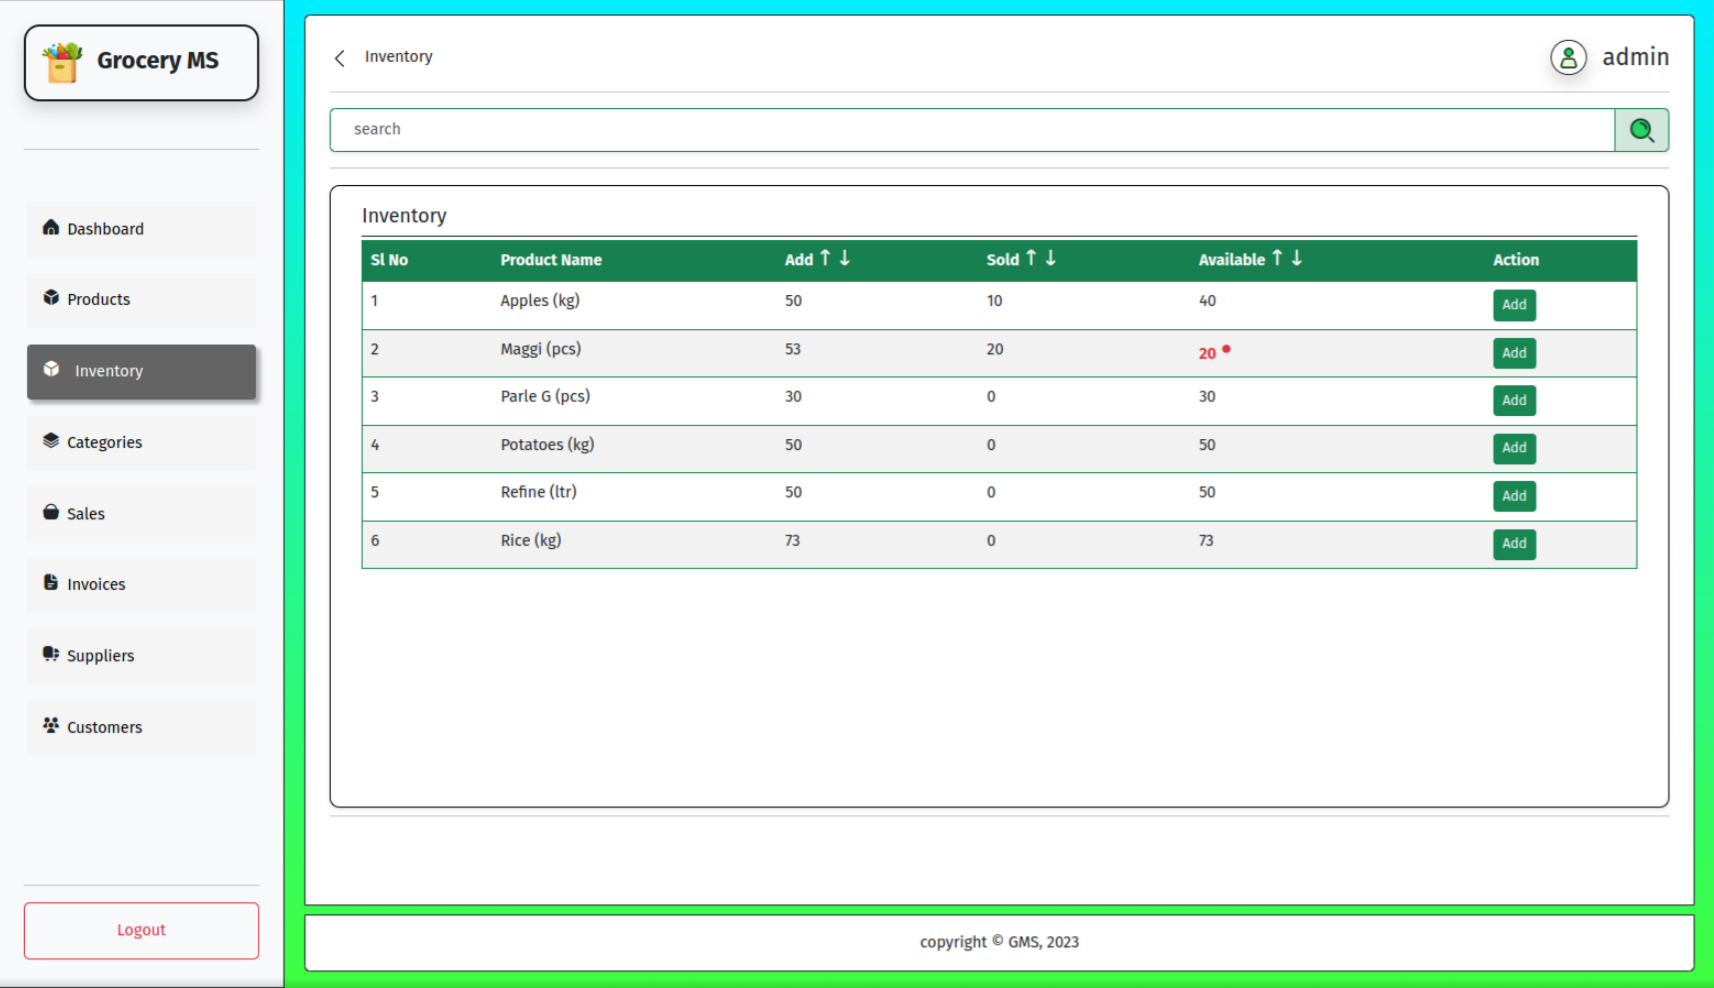 Grocery MS
Dashboard
Products
Inventory
Categories
Sales
Invoices
Suppliers
Customers
Logout
Inventory
admin
search
Inventory
Sl No Product Name Add ↑ ↓ Sold ↑ ↓ Available ↑ ↓ Action
1 Apples (kg) 50 10 40 Add
2 Maggi (pcs) 53 20 20 Add
3 Parle G (pcs) 30 0 30 Add
4 Potatoes (kg) 50 0 50 Add
5 Refine (ltr) 50 0 50 Add
6 Rice (kg) 73 0 73 Add
copyright © GMS, 2023